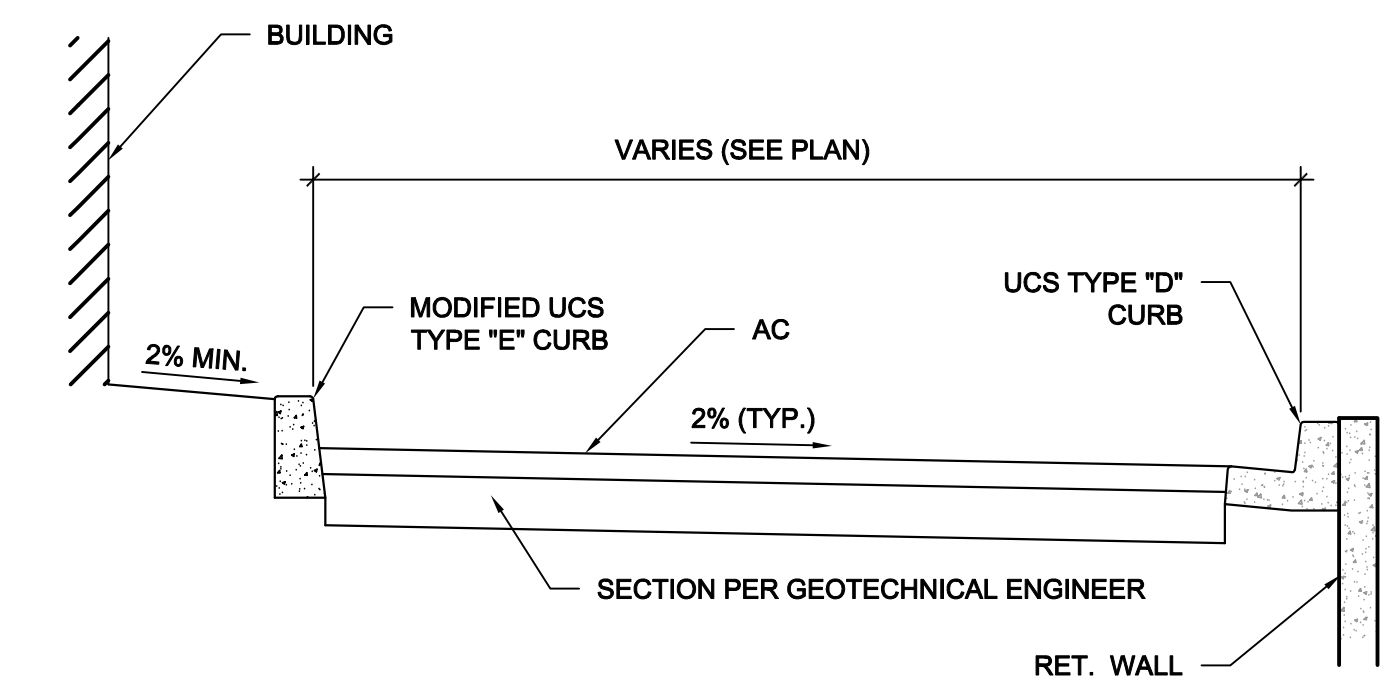 BUILDING
VARIES (SEE PLAN)
UCS TYPE "D"
CURB
MODIFIED UCS
TYPE "E" CURB
AC
2% MIN.
2% (TYP.)
SECTION PER GEOTECHNICAL ENGINEER
RET. WALL